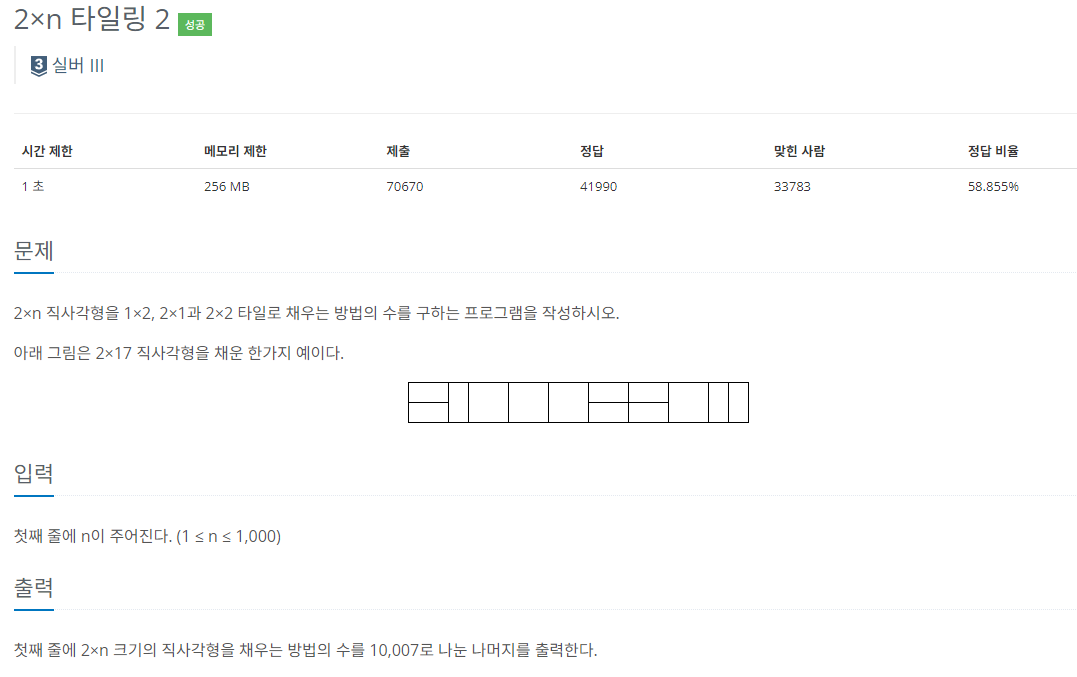 2×n 타일링 2 성공
3 실버 III
시간 제한 메모리 제한 제출 정답 맞힌 사람 정답 비율
1 초 256 MB 70670 41990 33783 58.855%
문제
2×n 직사각형을 1×2, 2×1과 2×2 타일로 채우는 방법의 수를 구하는 프로그램을 작성하시오.
아래 그림은 2×17 직사각형을 채운 한가지 예이다.
입력
첫째 줄에 n이 주어진다. (1 ≤ n ≤ 1,000)
출력
첫째 줄에 2×n 크기의 직사각형을 채우는 방법의 수를 10,007로 나눈 나머지를 출력한다.